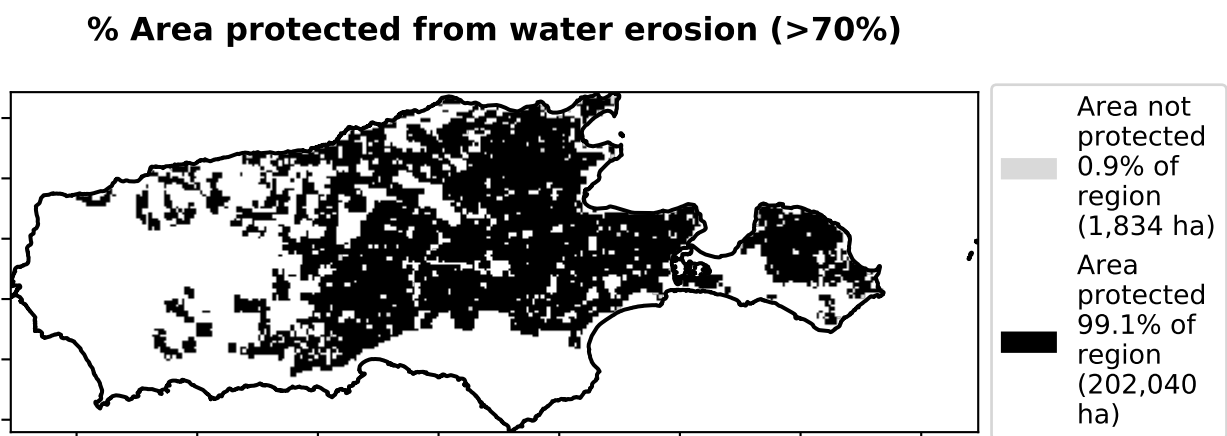 % Area protected from water erosion (>70%)
Area not
protected
0.9% of
region
(1,834 ha)
Area
protected
99.1% of
region
(202,040
ha)